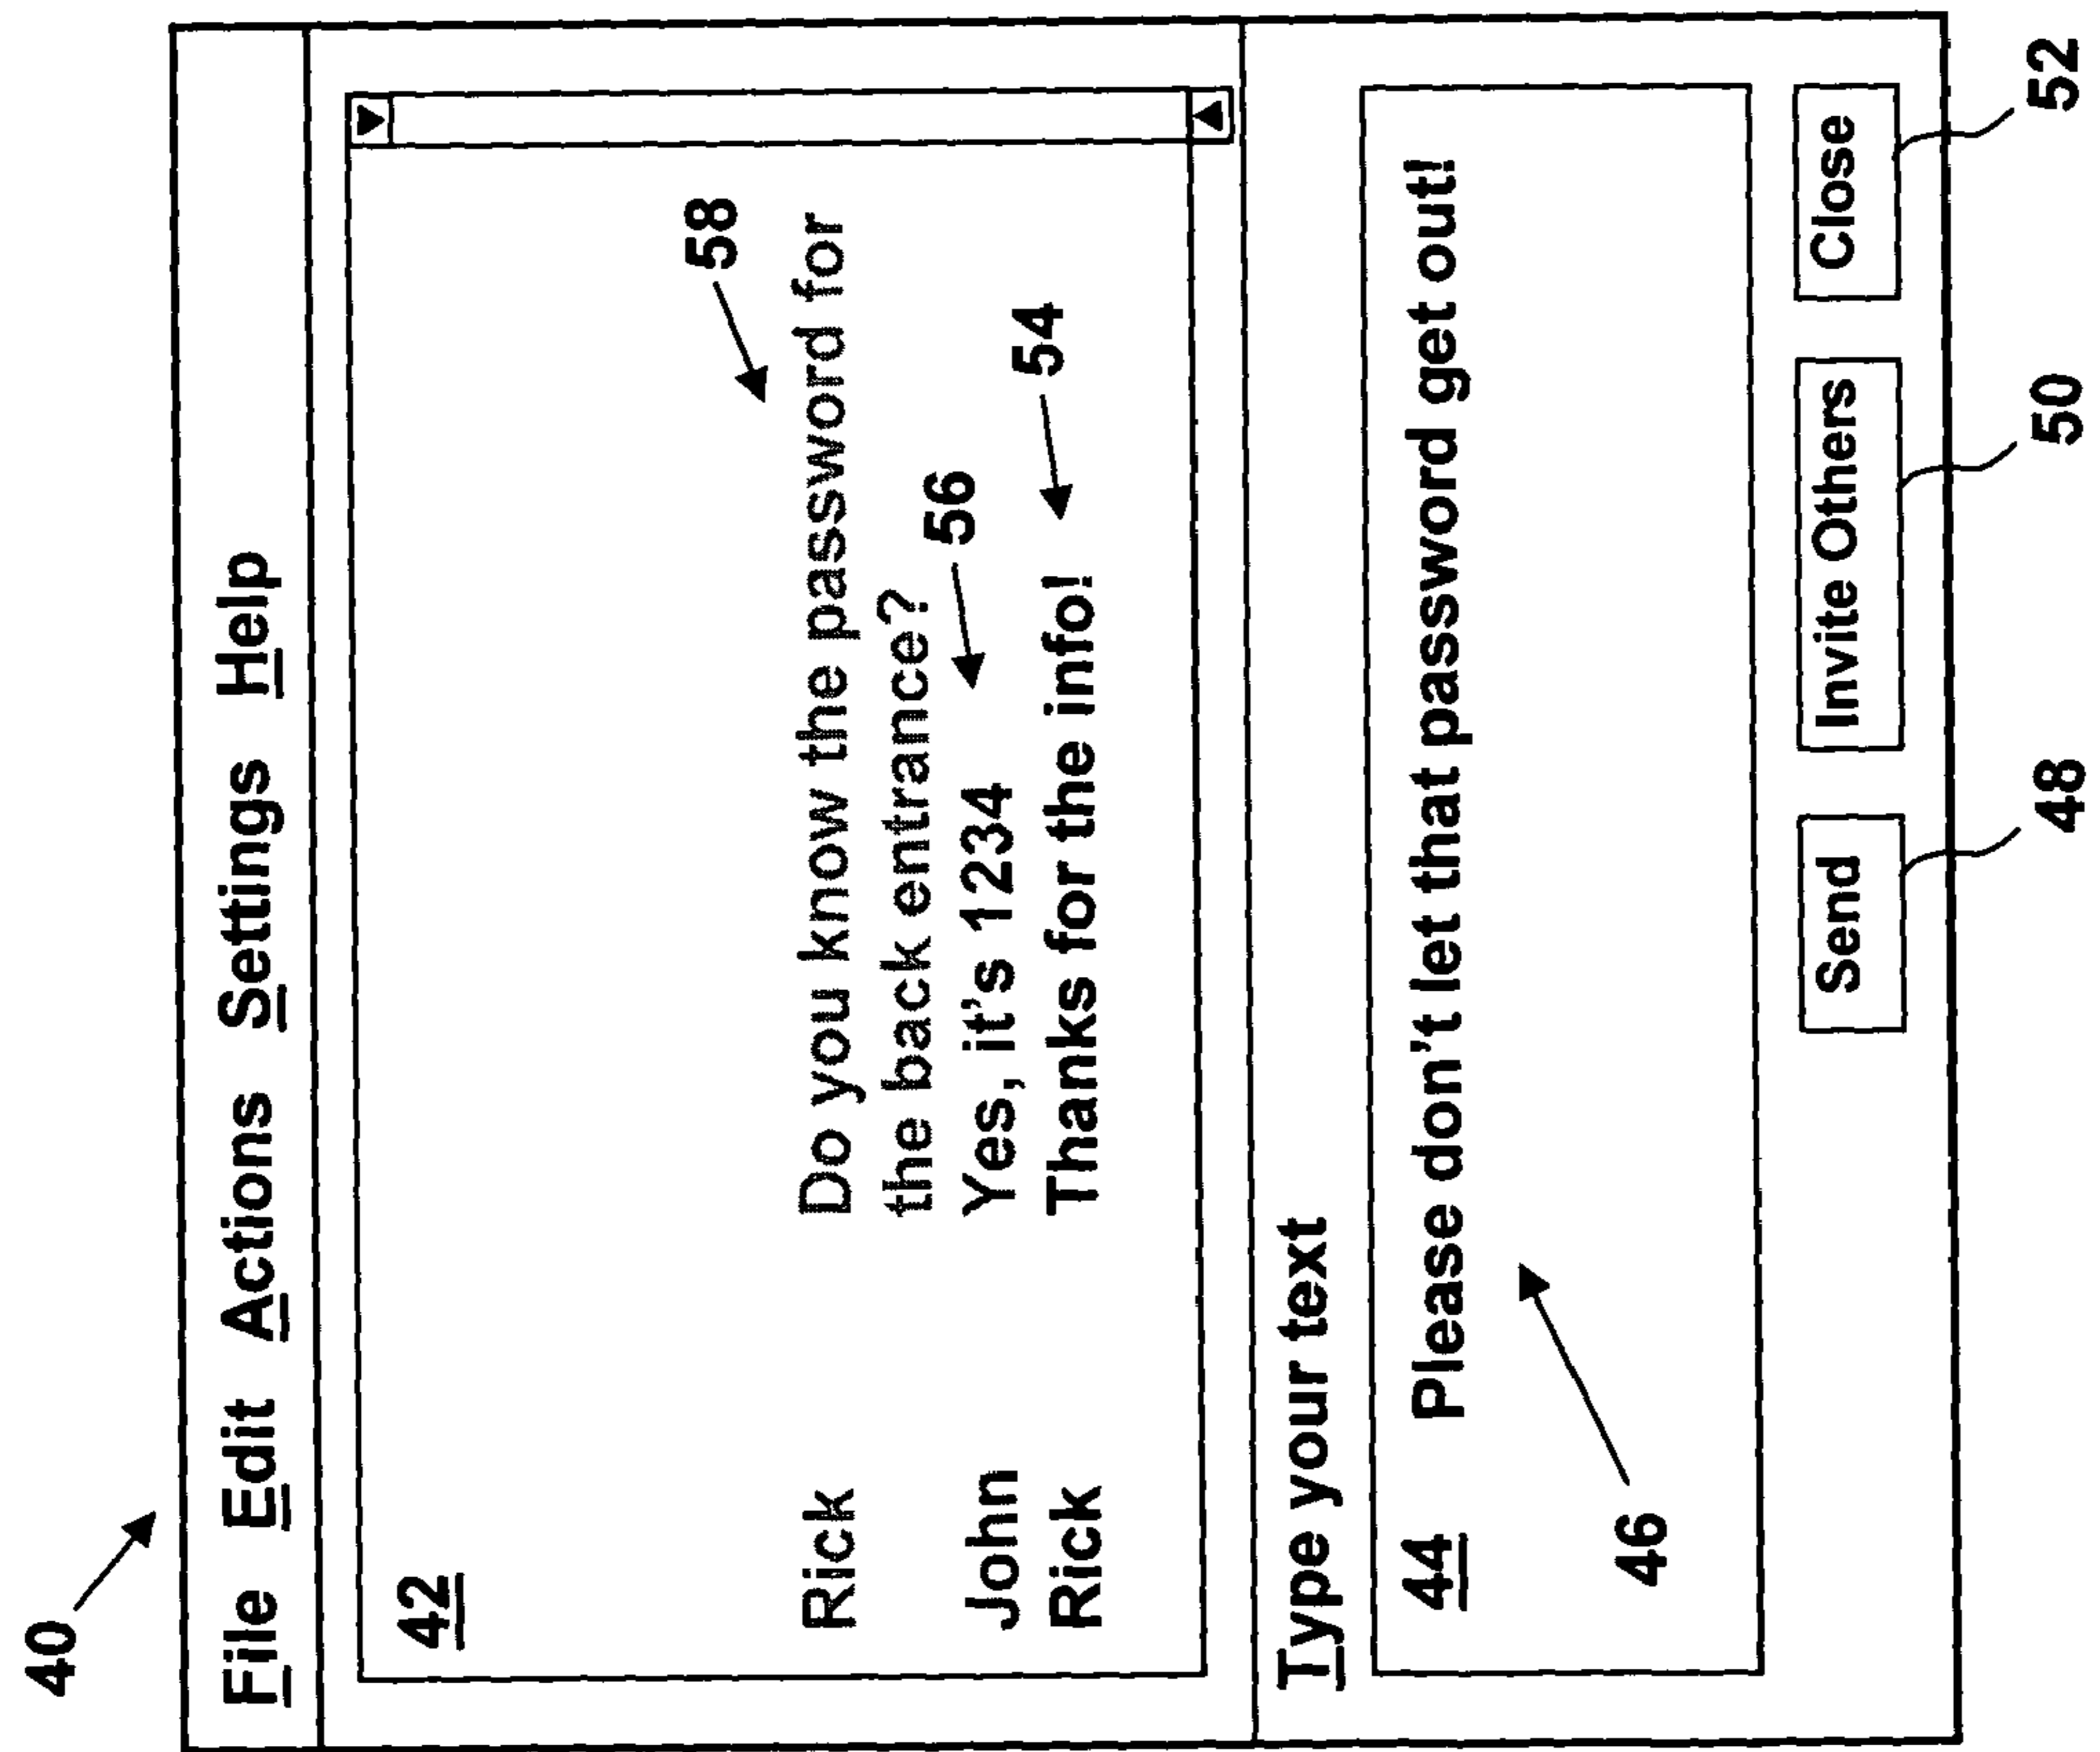 40
File Edit Actions Settings Help
42
58
Rick Do you know the password for
the back entrance?
56
John Yes, it's 1234
54
Rick Thanks for the info!
Type your text
44 Please don't let that password get out!
46
Send Invite Others Close
48 50 52